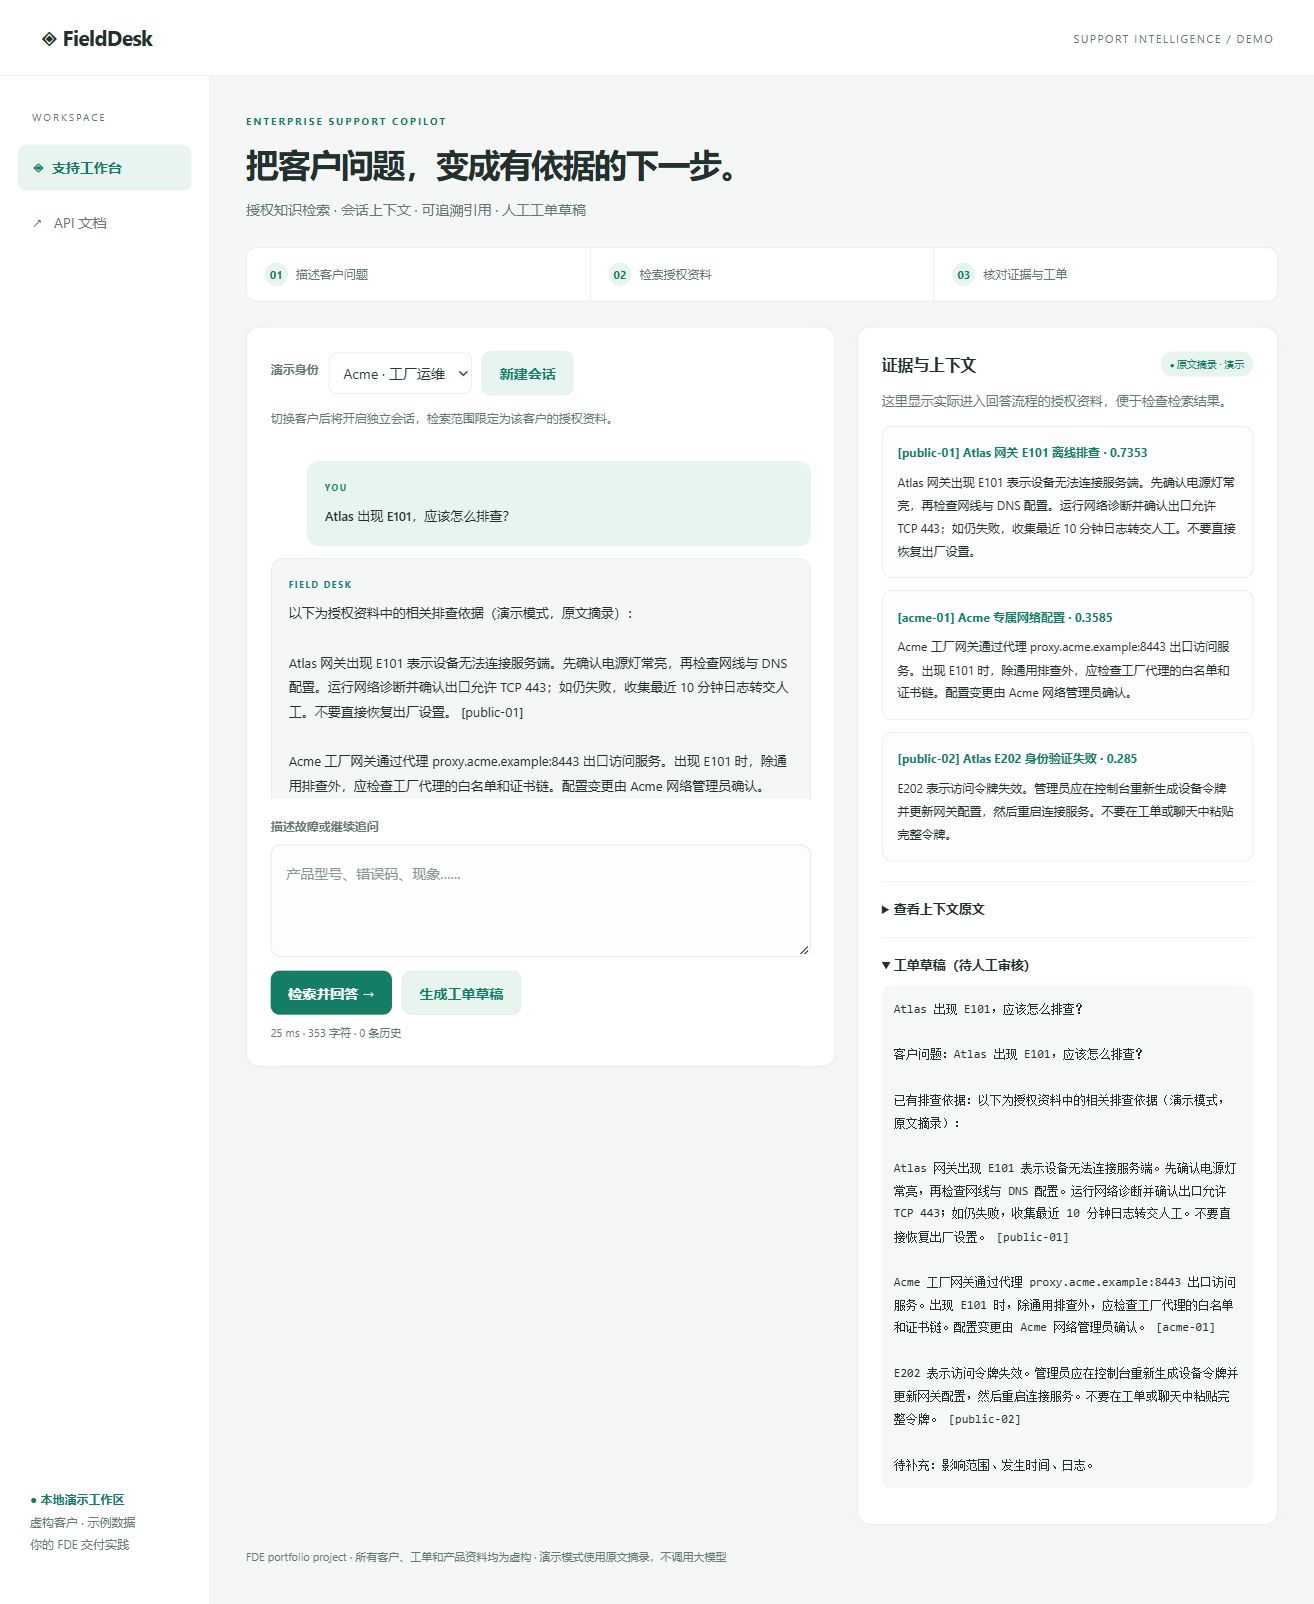 ◈ FieldDesk
SUPPORT INTELLIGENCE / DEMO
WORKSPACE
◈ 支持工作台
↗ API 文档
● 本地演示工作区
虚构客户 · 示例数据
你的 FDE 交付实践
ENTERPRISE SUPPORT COPILOT
把客户问题，变成有依据的下一步。
授权知识检索 · 会话上下文 · 可追溯引用 · 人工工单草稿
01 描述客户问题
02 检索授权资料
03 核对证据与工单
演示身份
Acme · 工厂运维
新建会话
切换客户后将开启独立会话，检索范围限定为该客户的授权资料。
YOU
Atlas 出现 E101，应该怎么排查？
FIELD DESK
以下为授权资料中的相关排查依据（演示模式，原文摘录）：
Atlas 网关出现 E101 表示设备无法连接服务端。先确认电源灯常亮，再检查网线与 DNS
配置。运行网络诊断并确认出口允许 TCP 443；如仍失败，收集最近 10 分钟日志转交人
工。不要直接恢复出厂设置。 [public-01]
Acme 工厂网关通过代理 proxy.acme.example:8443 出口访问服务。出现 E101 时，除通
用排查外，应检查工厂代理的白名单和证书链。配置变更由 Acme 网络管理员确认。
描述故障或继续追问
产品型号、错误码、现象……
检索并回答 →
生成工单草稿
25 ms · 353 字符 · 0 条历史
证据与上下文
● 原文摘录 · 演示
这里显示实际进入回答流程的授权资料，便于检查检索结果。
[public-01] Atlas 网关 E101 离线排查 · 0.7353
Atlas 网关出现 E101 表示设备无法连接服务端。先确认电源灯常
亮，再检查网线与 DNS 配置。运行网络诊断并确认出口允许
TCP 443；如仍失败，收集最近 10 分钟日志转交人工。不要直接
恢复出厂设置。
[acme-01] Acme 专属网络配置 · 0.3585
Acme 工厂网关通过代理 proxy.acme.example:8443 出口访问服
务。出现 E101 时，除通用排查外，应检查工厂代理的白名单和
证书链。配置变更由 Acme 网络管理员确认。
[public-02] Atlas E202 身份验证失败 · 0.285
E202 表示访问令牌失效。管理员应在控制台重新生成设备令牌
并更新网关配置，然后重启连接服务。不要在工单或聊天中粘贴
完整令牌。
▶ 查看上下文原文
▼ 工单草稿（待人工审核）
Atlas 出现 E101，应该怎么排查？
客户问题：Atlas 出现 E101，应该怎么排查？
已有排查依据：以下为授权资料中的相关排查依据（演示模式，
原文摘录）：
Atlas 网关出现 E101 表示设备无法连接服务端。先确认电源灯
常亮，再检查网线与 DNS 配置。运行网络诊断并确认出口允许
TCP 443；如仍失败，收集最近 10 分钟日志转交人工。不要直
接恢复出厂设置。 [public-01]
Acme 工厂网关通过代理 proxy.acme.example:8443 出口访问
服务。出现 E101 时，除通用排查外，应检查工厂代理的白名单
和证书链。配置变更由 Acme 网络管理员确认。 [acme-01]
E202 表示访问令牌失效。管理员应在控制台重新生成设备令牌并
更新网关配置，然后重启连接服务。不要在工单或聊天中粘贴完
整令牌。 [public-02]
待补充：影响范围、发生时间、日志。
FDE portfolio project · 所有客户、工单和产品资料均为虚构 · 演示模式使用原文摘录，不调用大模型